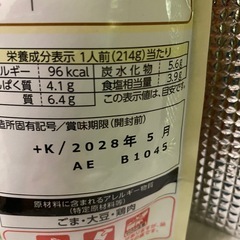 栄養成分表示 1人前(214g)当たり
ルギー 96kcal 炭水化物 5.6g
ぱく質 4.1g 食塩相当量 3.9g
質 6.4g この表示値は、目安です。
造所固有記号/賞味期限(開封前)
+K/2028年 5月
AE B1045
原材料に含まれるアレルギー物質
(特定原材料等)
ごま・大豆・鶏肉